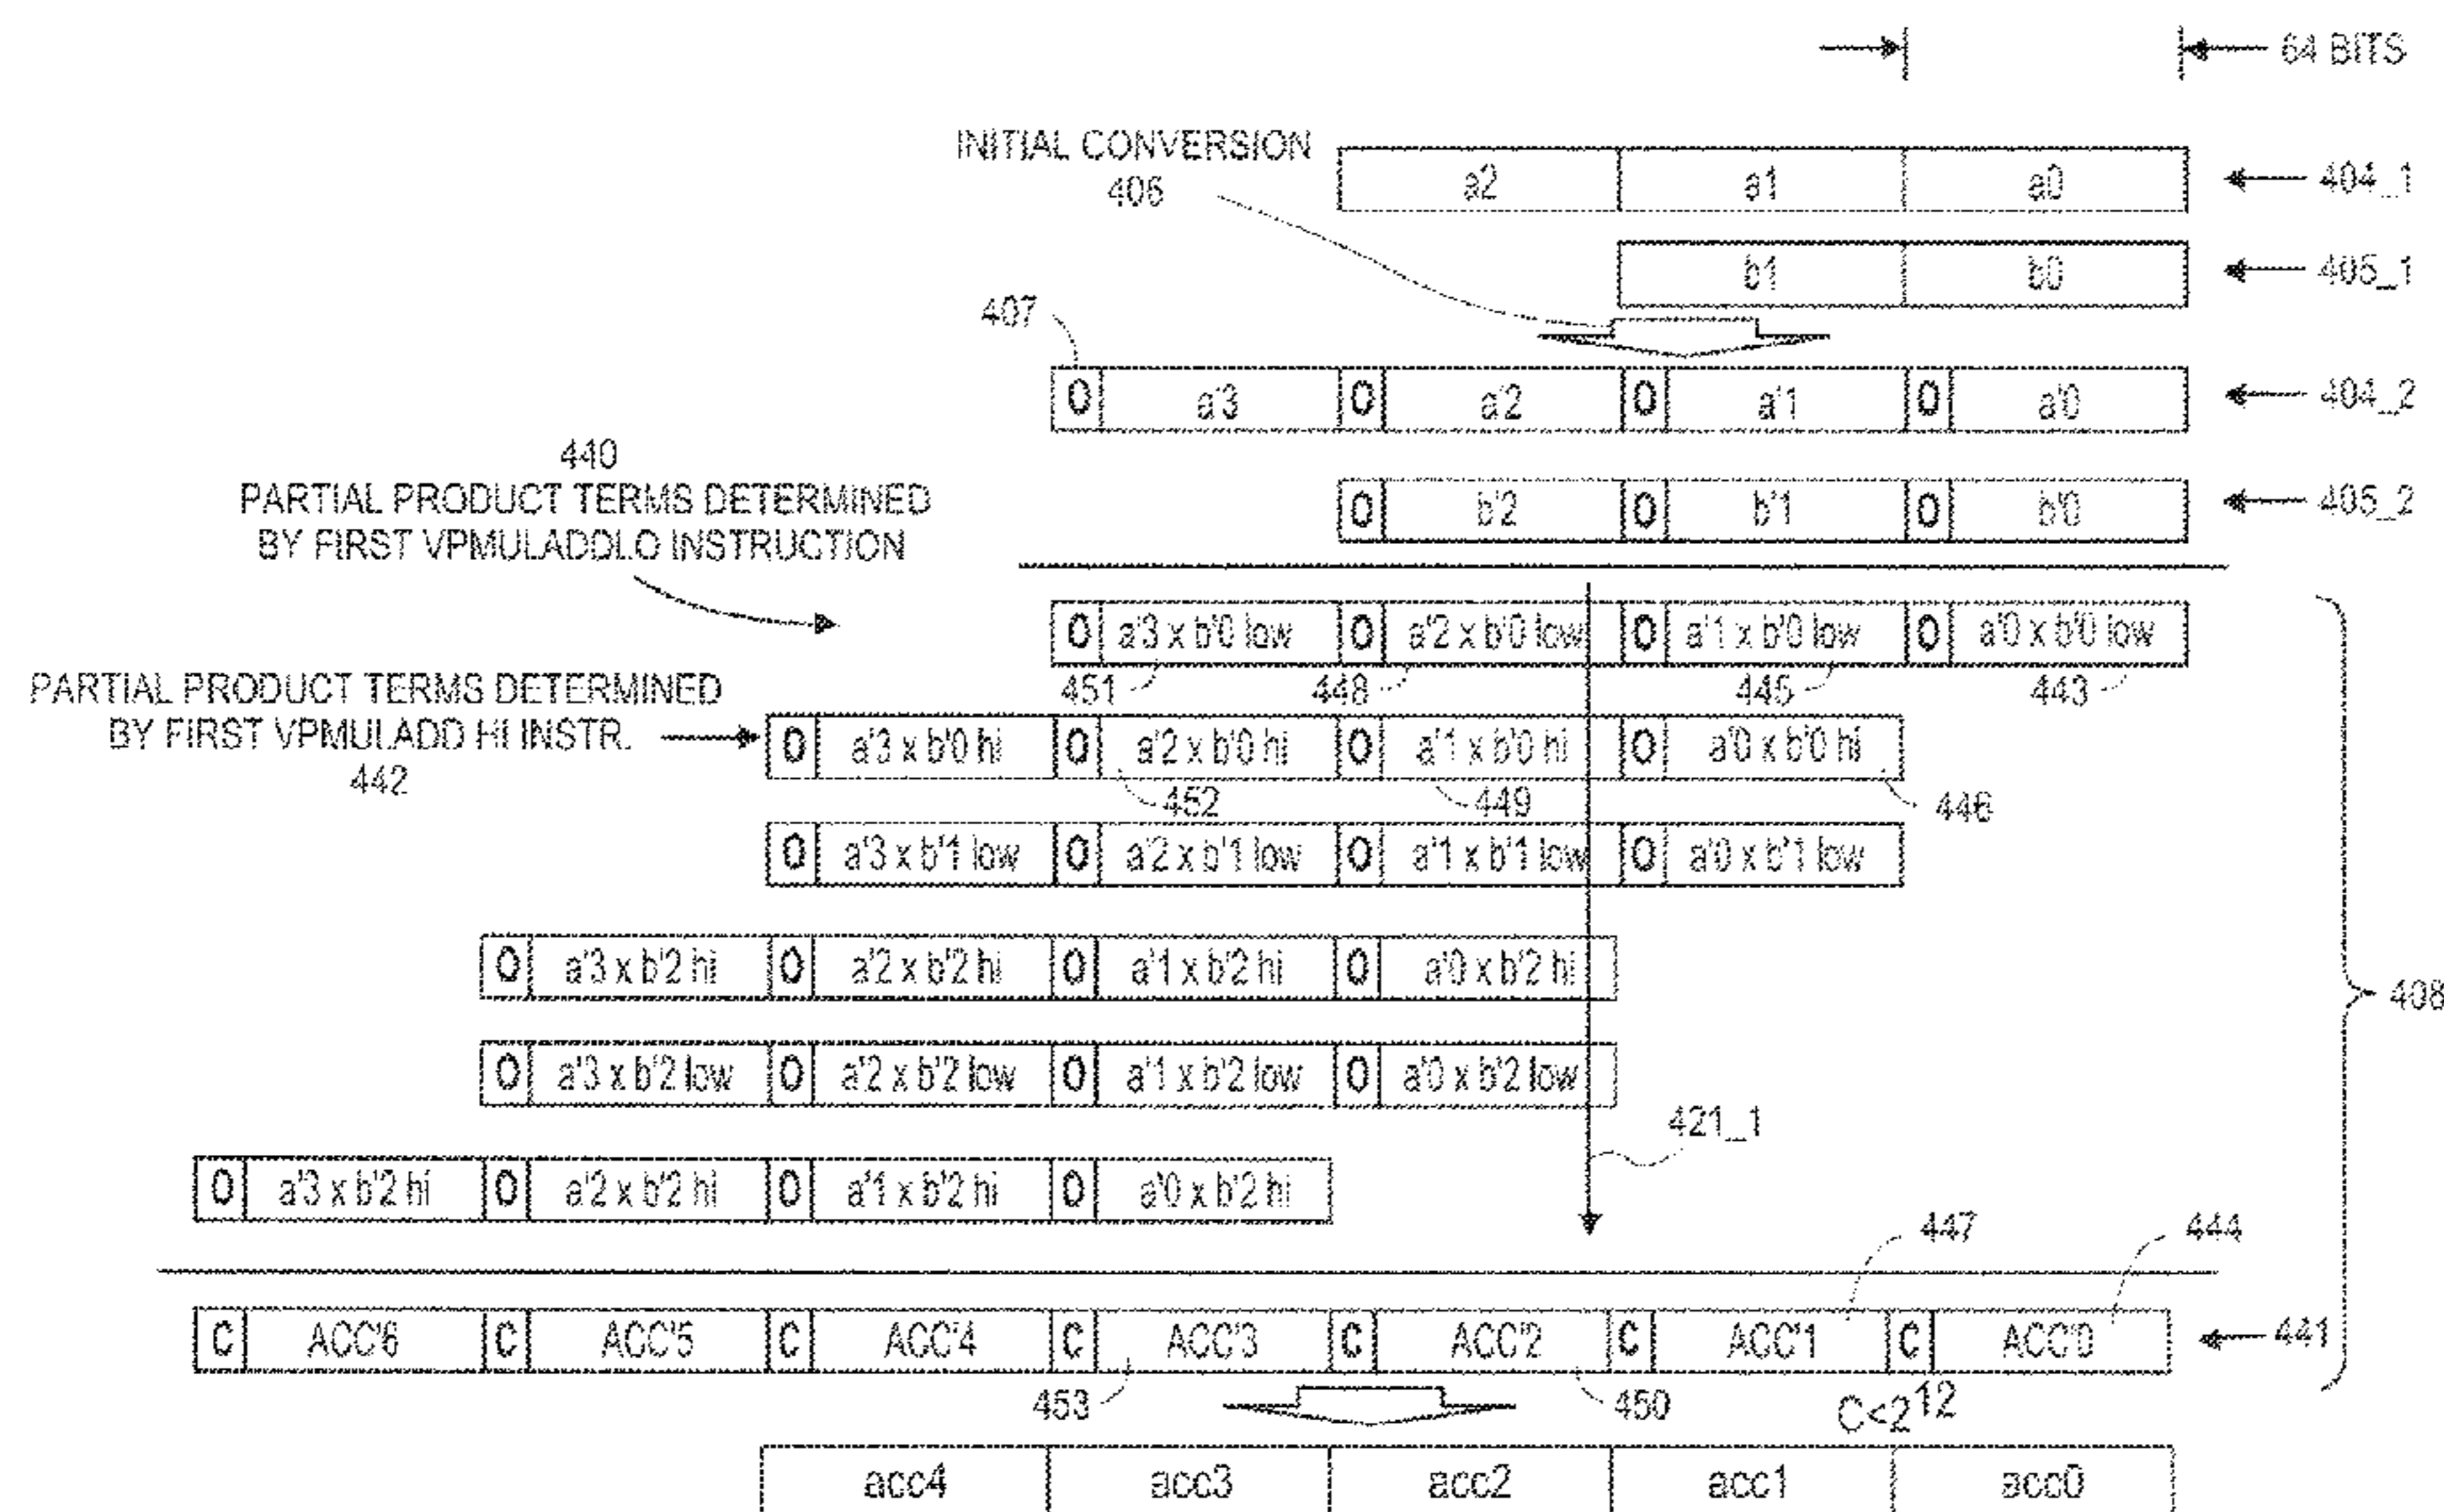 64 BITS
INITIAL CONVERSION
406
a2 a1 a0 404_1
b1 b0 405_1
407
0 a'3 0 a'2 0 a'1 0 a'0 404_2
440
PARTIAL PRODUCT TERMS DETERMINED
BY FIRST VPMULADDLO INSTRUCTION
0 b'2 0 b'1 0 b'0 405_2
0 a'3 x b'0 low 0 a'2 x b'0 low 0 a'1 x b'0 low 0 a'0 x b'0 low
451 448 445 443
PARTIAL PRODUCT TERMS DETERMINED
BY FIRST VPMULADD HI INSTR.
442
0 a'3 x b'0 hi 0 a'2 x b'0 hi 0 a'1 x b'0 hi 0 a'0 x b'0 hi
452 449 446
0 a'3 x b'1 low 0 a'2 x b'1 low 0 a'1 x b'1 low 0 a'0 x b'1 low
0 a'3 x b'2 hi 0 a'2 x b'2 hi 0 a'1 x b'2 hi 0 a'0 x b'2 hi
408
0 a'3 x b'2 low 0 a'2 x b'2 low 0 a'1 x b'2 low 0 a'0 x b'2 low
421_1
0 a'3 x b'2 hi 0 a'2 x b'2 hi 0 a'1 x b'2 hi 0 a'0 x b'2 hi
447 444
C ACC'6 C ACC'5 C ACC'4 C ACC'3 C ACC'2 C ACC'1 C ACC'0 441
453 450 C<2^12
acc4 acc3 acc2 acc1 acc0